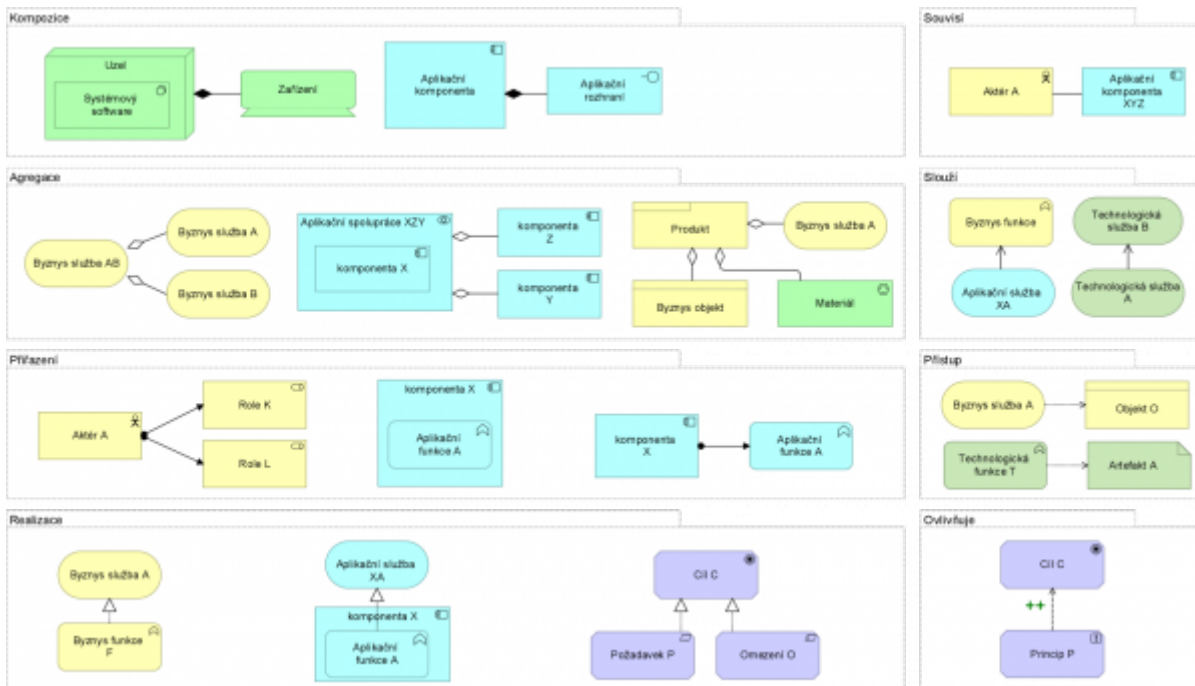 Kompozice
Uzel
Systémový
software
Zařízení
Aplikační
komponenta
Aplikační
rozhraní
Souvisí
Aktér A
Aplikační
komponenta
XYZ
Agregace
Byznys služba AB
Byznys služba A
Byznys služba B
Aplikační spolupráce XZY
komponenta X
komponenta
Z
komponenta
Y
Produkt
Byznys služba A
Byznys objekt
Materiál
Slouží
Byznys funkce
Aplikační služba
XA
Technologická
služba B
Technologická služba
A
Přiřazení
Aktér A
Role K
Role L
komponenta X
Aplikační
funkce A
komponenta
X
Aplikační
funkce A
Přístup
Byznys služba A
Objekt O
Technologická
funkce T
Artefakt A
Realizace
Byznys služba A
Byznys funkce
F
Aplikační služba
XA
komponenta X
Aplikační
funkce A
Cíl C
Požadavek P
Omezení O
Ovlivňuje
Cíl C
++
Princip P